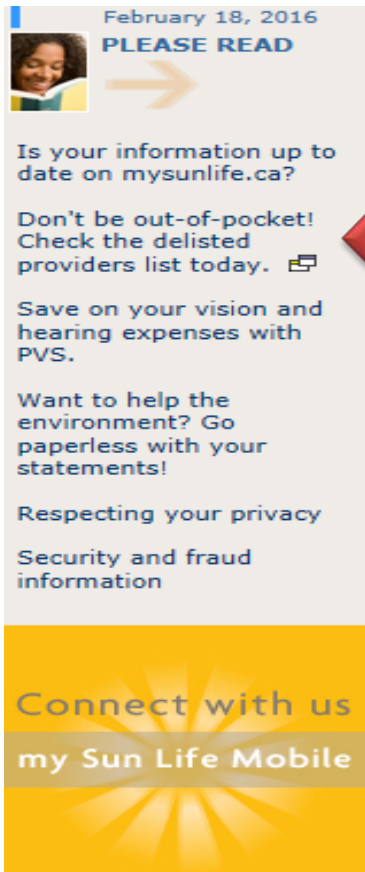 February 18, 2016
PLEASE READ
Is your information up to
date on mysunlife.ca?
Don't be out-of-pocket!
Check the delisted
providers list today.
Save on your vision and
hearing expenses with
PVS.
Want to help the
environment? Go
paperless with your
statements!
Respecting your privacy
Security and fraud
information
Connect with us
my Sun Life Mobile